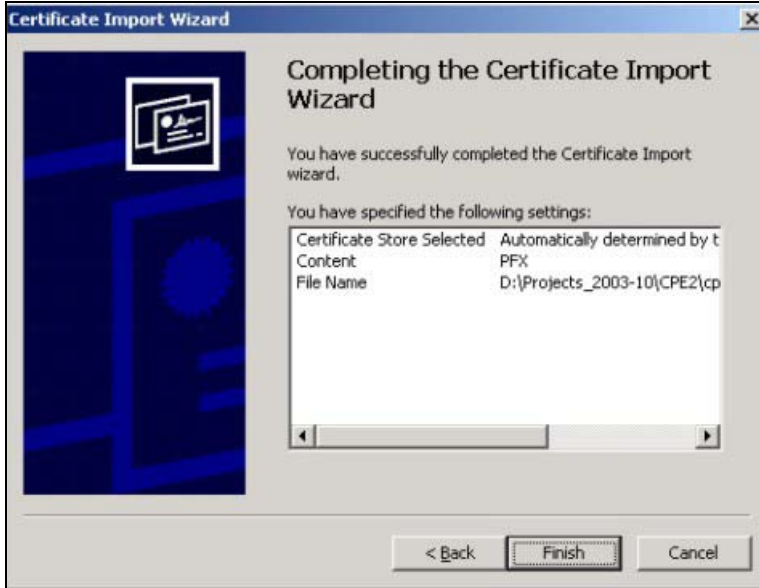 Certificate Import Wizard
Completing the Certificate Import
Wizard
You have successfully completed the Certificate Import
wizard.
You have specified the following settings:
Certificate Store Selected Automatically determined by t
Content PFX
File Name D:\Projects_2003-10\CPE2\cp
< Back Finish Cancel